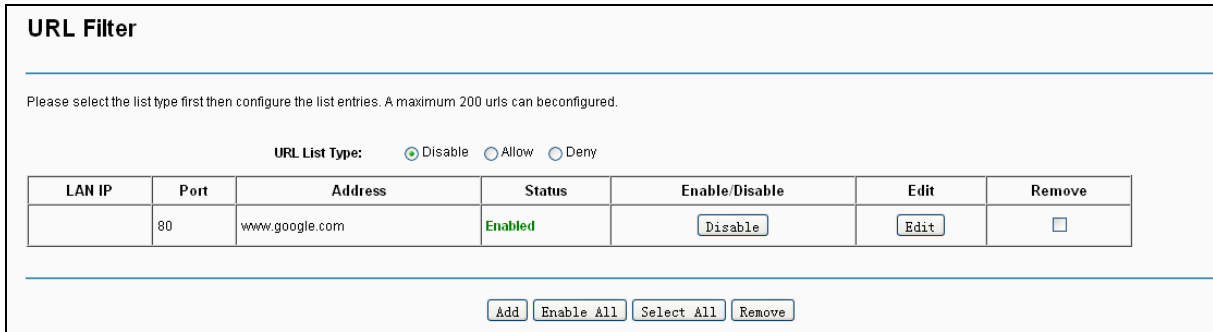 URL Filter
Please select the list type first then configure the list entries. A maximum 200 urls can beconfigured.
URL List Type: Disable Allow Deny
LAN IP Port Address Status Enable/Disable Edit Remove
80 www.google.com Enabled Disable Edit
Add Enable All Select All Remove